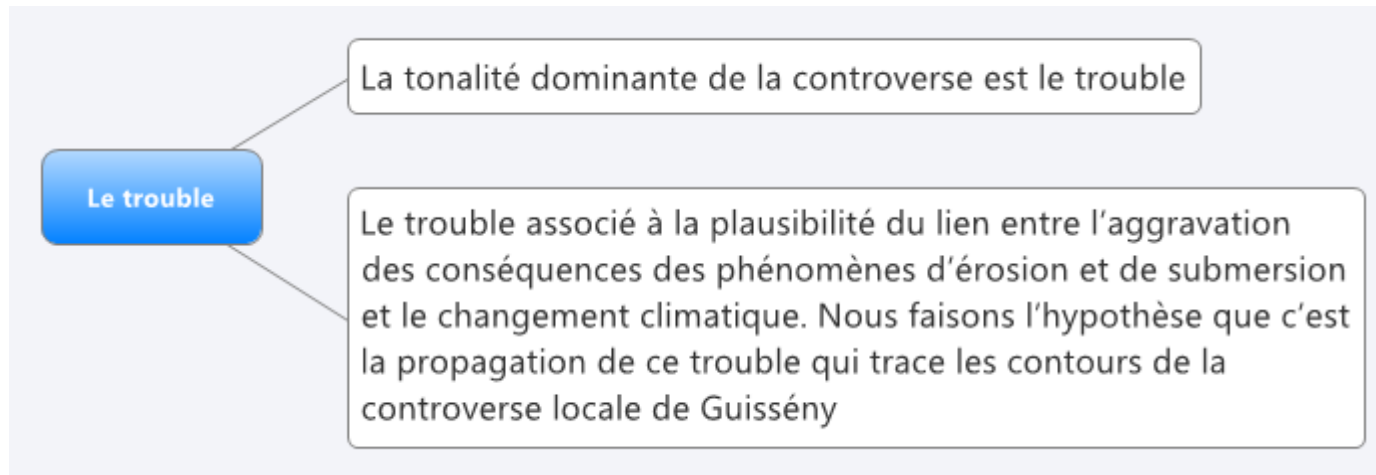 La tonalité dominante de la controverse est le trouble
Le trouble
Le trouble associé à la plausibilité du lien entre l’aggravation
des conséquences des phénomènes d’érosion et de submersion
et le changement climatique. Nous faisons l’hypothèse que c’est
la propagation de ce trouble qui trace les contours de la
controverse locale de Guissény